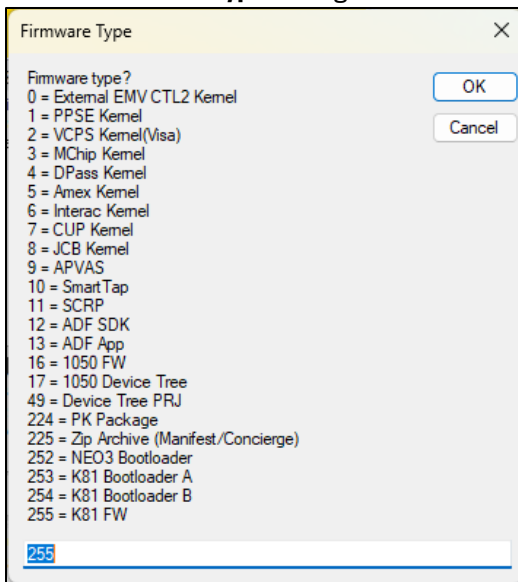 Firmware Type
Firmware type?
0 = External EMV CTL2 Kernel
1 = PPSE Kernel
2 = VCPS Kernel(Visa)
3 = MChip Kernel
4 = DPass Kernel
5 = Amex Kernel
6 = Interac Kernel
7 = CUP Kernel
8 = JCB Kernel
9 = APVAS
10 = SmartTap
11 = SCRP
12 = ADF SDK
13 = ADF App
16 = 1050 FW
17 = 1050 Device Tree
49 = Device Tree PRJ
224 = PK Package
225 = Zip Archive (Manifest/Concierge)
252 = NEO3 Bootloader
253 = K81 Bootloader A
254 = K81 Bootloader B
255 = K81 FW
OK
Cancel
255